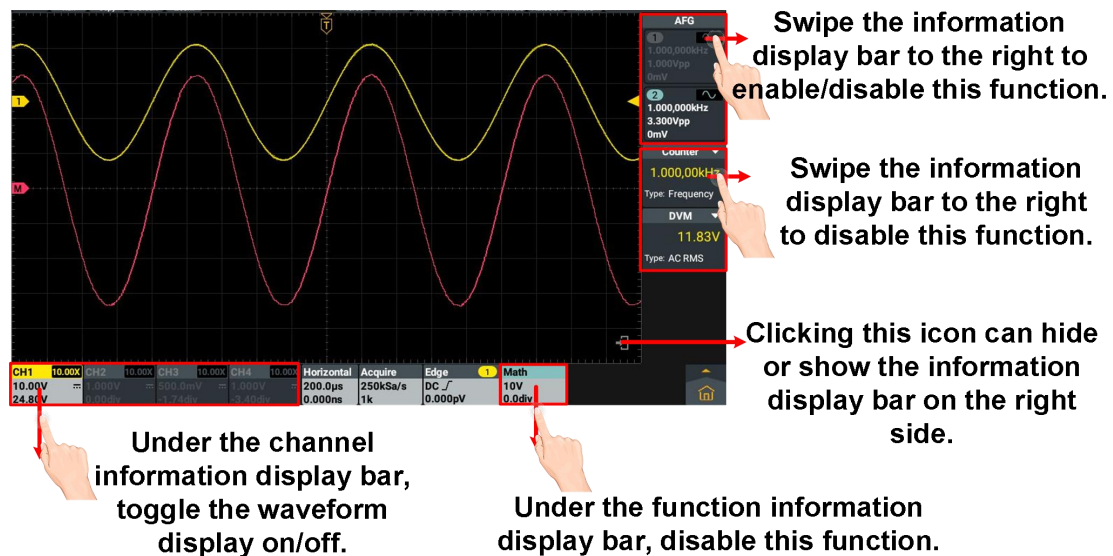 T
AFG
Swipe the information
display bar to the right to
enable/disable this function.
1
1.000,000kHz
1.000Vpp
0mV
2
1.000,000kHz
3.300Vpp
0mV
1
M
Counter
1.000,00kHz
Type: Frequency
DVM
11.83V
Type: AC RMS
Swipe the information
display bar to the right
to disable this function.
Clicking this icon can hide
or show the information
display bar on the right
side.
CH1 10.00X CH2 10.00X CH3 10.00X CH4 10.00X Horizontal Acquire Edge 1 Math
10.00V 1.000V 500.0mV 1.000V 200.0μs 250kSa/s DC 10V
24.80V 0.00div -1.74div -3.40div 0.000ns 1k 0.000pV 0.0div
Under the channel
information display bar,
toggle the waveform
display on/off.
Under the function information
display bar, disable this function.